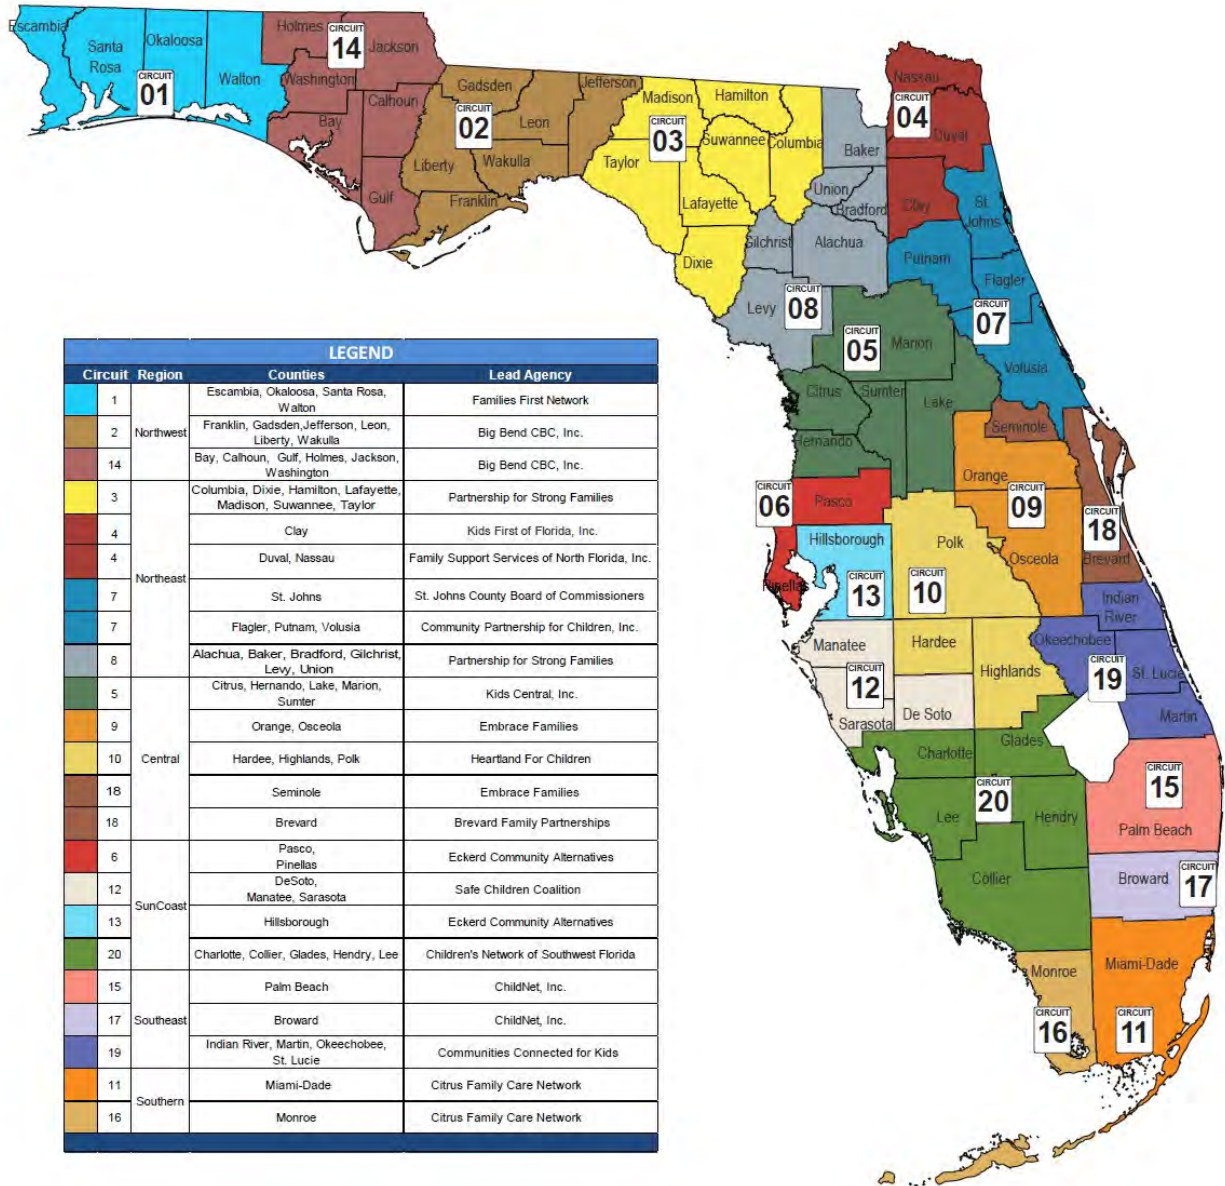 Escambia
Santa
Rosa
Okaloosa
Walton
CIRCUIT
01
Holmes
CIRCUIT
14
Jackson
Washington
Calhoun
Bay
Gulf
Gadsden
Jefferson
CIRCUIT
02
Leon
Liberty
Wakulla
Franklin
Madison
Hamilton
CIRCUIT
03
Suwannee
Columbia
Taylor
Lafayette
Dixie
Nassau
CIRCUIT
04
Duval
Clay
Baker
Union
Bradford
Gilchrist
Alachua
Levy
CIRCUIT
08
St.
Johns
Putnam
Flagler
CIRCUIT
07
Volusia
CIRCUIT
05
Marion
Citrus
Sumter
Lake
Hernando
Seminole
Orange
CIRCUIT
09
Osceola
CIRCUIT
18
Brevard
CIRCUIT
06
Pasco
Pinellas
Hillsborough
CIRCUIT
13
Polk
CIRCUIT
10
Hardee
Highlands
Manatee
CIRCUIT
12
Sarasota
De Soto
Indian
River
Okeechobee
CIRCUIT
19
St. Lucie
Martin
Charlotte
Glades
CIRCUIT
20
Lee
Hendry
Collier
CIRCUIT
15
Palm Beach
Broward
CIRCUIT
17
Monroe
CIRCUIT
16
Miami-Dade
CIRCUIT
11
LEGEND
Circuit Region Counties Lead Agency
1 Escambia, Okaloosa, Santa Rosa,
Walton Families First Network
Northwest
2 Franklin, Gadsden,Jefferson, Leon,
Liberty, Wakulla Big Bend CBC, Inc.
14 Bay, Calhoun, Gulf, Holmes, Jackson,
Washington Big Bend CBC, Inc.
Northeast
3 Columbia, Dixie, Hamilton, Lafayette,
Madison, Suwannee, Taylor Partnership for Strong Families
4 Clay Kids First of Florida, Inc.
4 Duval, Nassau Family Support Services of North Florida, Inc.
7 St. Johns St. Johns County Board of Commissioners
7 Flagler, Putnam, Volusia Community Partnership for Children, Inc.
8 Alachua, Baker, Bradford, Gilchrist,
Levy, Union Partnership for Strong Families
Central
5 Citrus, Hernando, Lake, Marion,
Sumter Kids Central, Inc.
9 Orange, Osceola Embrace Families
10 Hardee, Highlands, Polk Heartland For Children
18 Seminole Embrace Families
18 Brevard Brevard Family Partnerships
SunCoast
6 Pasco,
Pinellas Eckerd Community Alternatives
12 DeSoto,
Manatee, Sarasota Safe Children Coalition
13 Hillsborough Eckerd Community Alternatives
20 Charlotte, Collier, Glades, Hendry, Lee Children's Network of Southwest Florida
Southeast
15 Palm Beach ChildNet, Inc.
17 Broward ChildNet, Inc.
19 Indian River, Martin, Okeechobee,
St. Lucie Communities Connected for Kids
Southern
11 Miami-Dade Citrus Family Care Network
16 Monroe Citrus Family Care Network